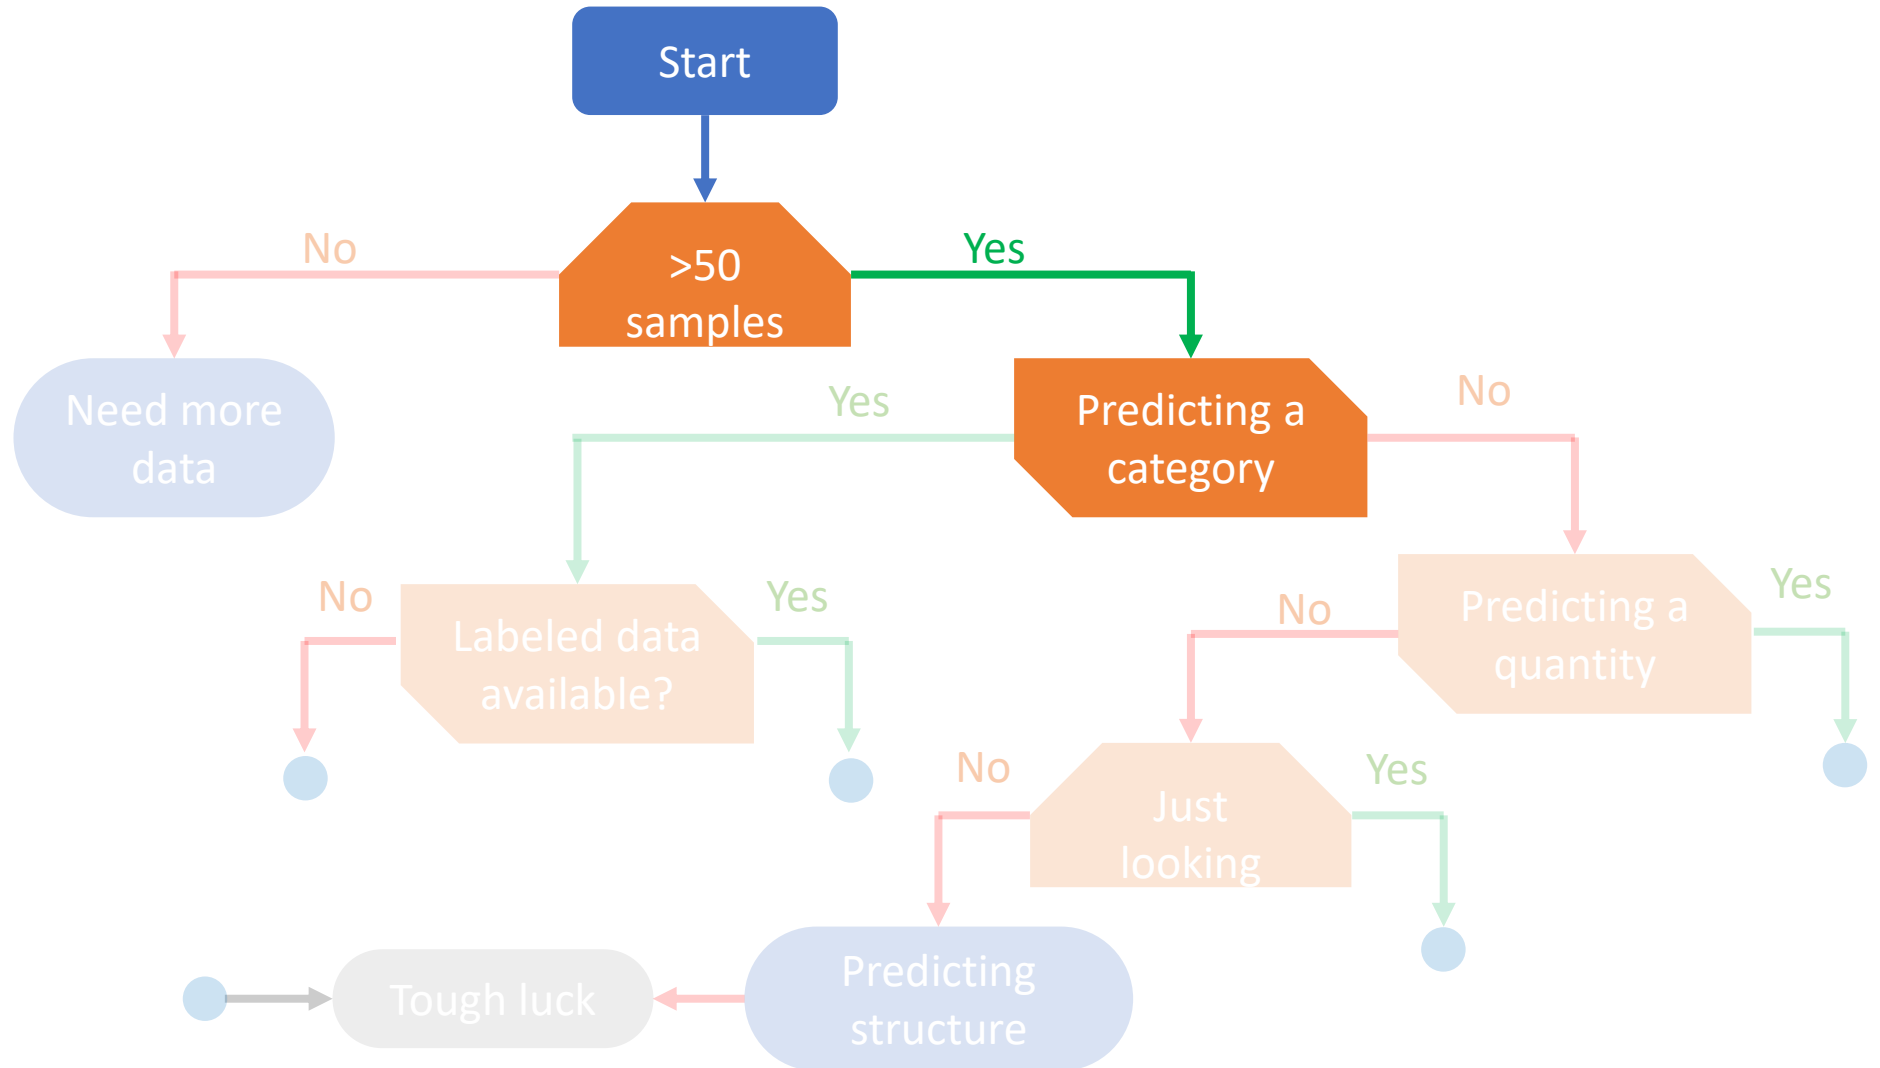 Start
No
Yes
>50
samples
Need more
data
Yes
Predicting a
category
No
No
Labeled data
available?
Yes
No
Predicting a
quantity
Yes
No
Just
looking
Yes
Tough luck
Predicting
structure